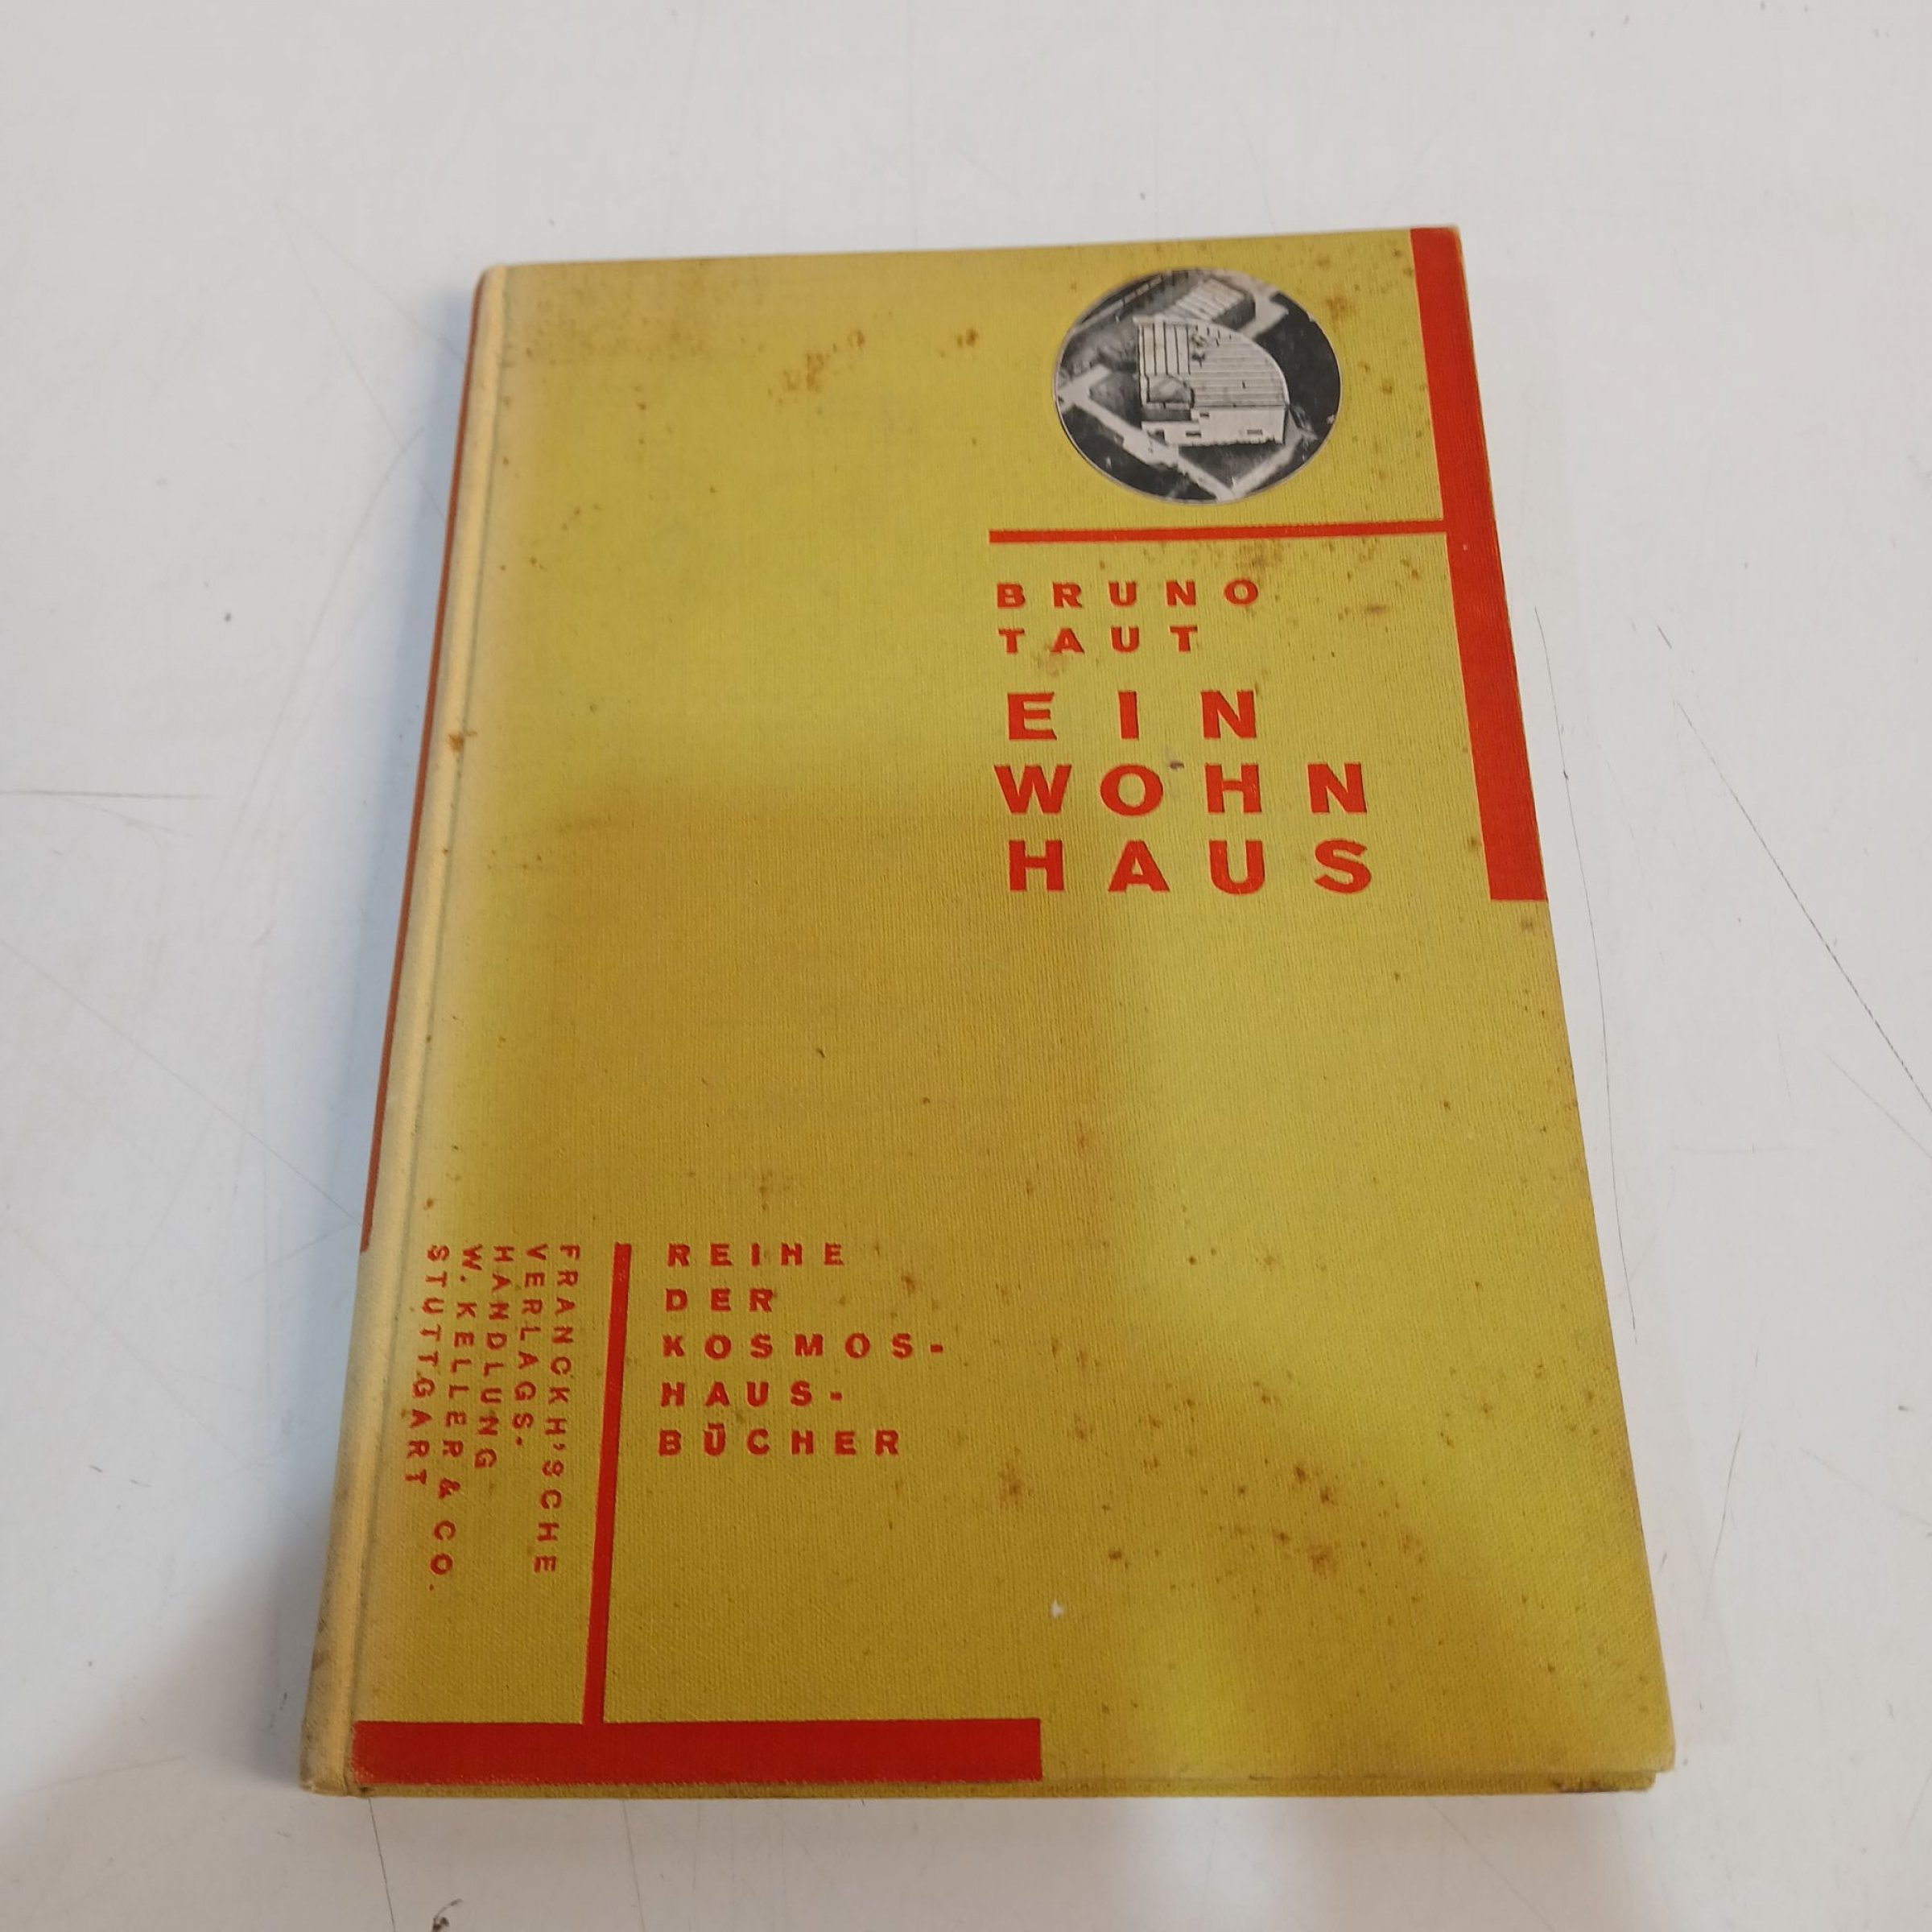 BRUNO
TAUT
EIN
WOHN
HAUS
REIHE
DER
KOSMOS-
HAUS-
BÜCHER
FRANCKH'SCHE
VERLAGS-
HANDLUNG
W. KELLER & CO.
STUTTGART